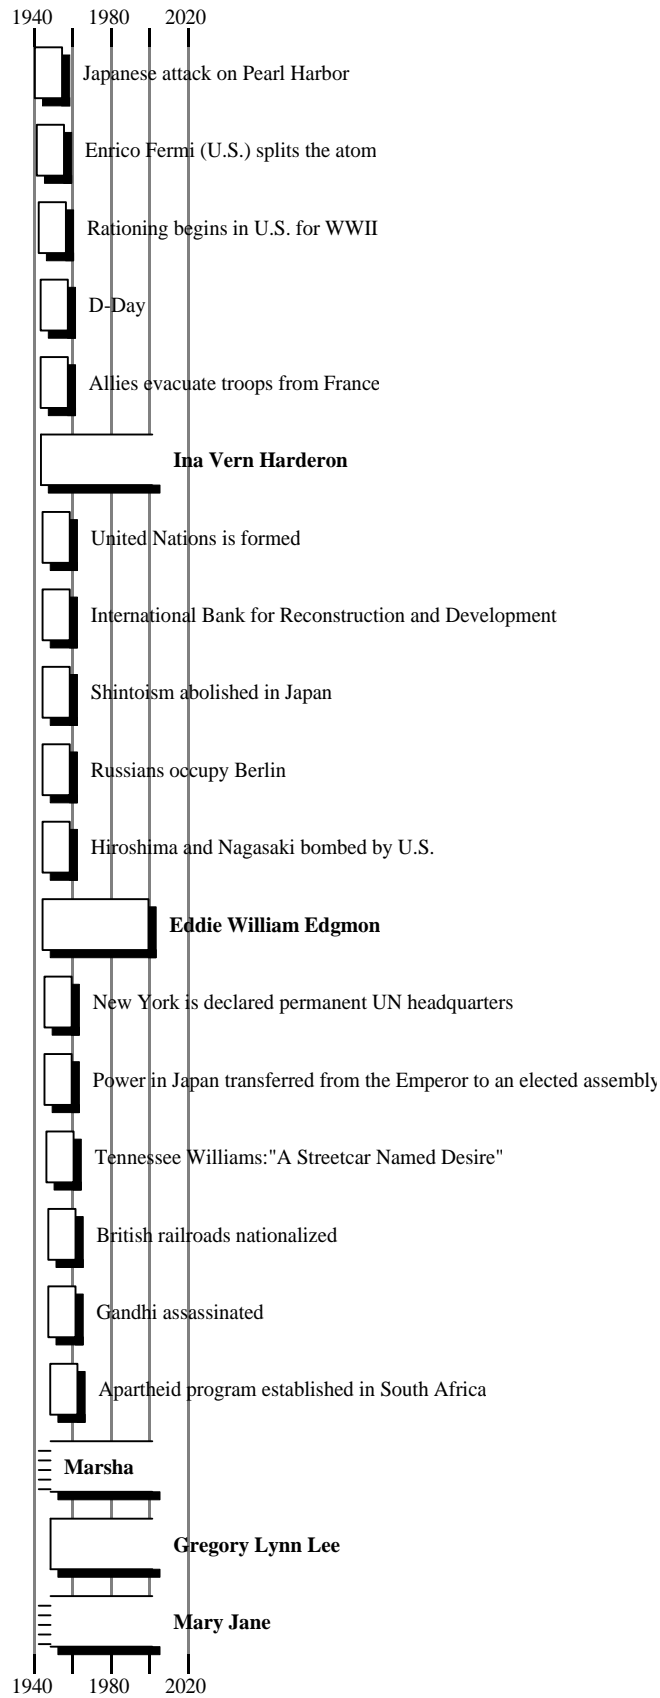 1940 1980 2020
Japanese attack on Pearl Harbor
Enrico Fermi (U.S.) splits the atom
Rationing begins in U.S. for WWII
D-Day
Allies evacuate troops from France
Ina Vern Harderon
United Nations is formed
International Bank for Reconstruction and Development
Shintoism abolished in Japan
Russians occupy Berlin
Hiroshima and Nagasaki bombed by U.S.
Eddie William Edgmon
New York is declared permanent UN headquarters
Power in Japan transferred from the Emperor to an elected assembly
Tennessee Williams:"A Streetcar Named Desire"
British railroads nationalized
Gandhi assassinated
Apartheid program established in South Africa
Marsha
Gregory Lynn Lee
Mary Jane
1940 1980 2020